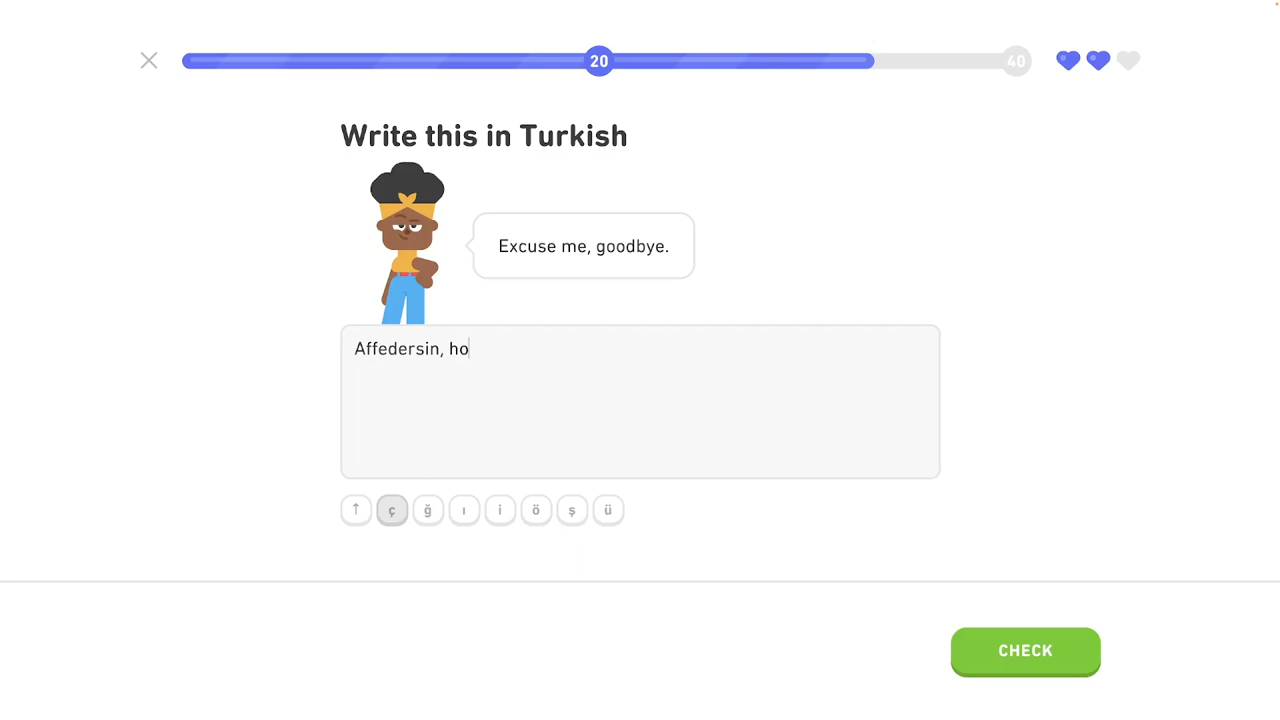 20
40
Write this in Turkish
Excuse me, goodbye.
Affedersin, ho
↑ ç ğ ı i ö ş ü
CHECK